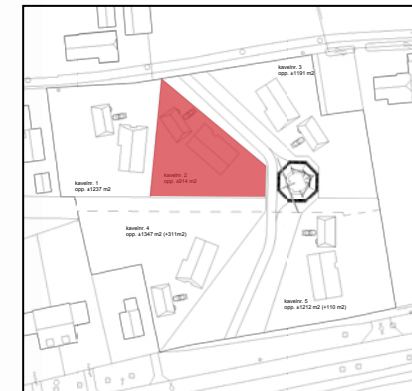 kavelnr. 3
opp. ±1191 m2
kavelnr. 2
opp. ±914 m2
kavelnr. 1
opp. ±1237 m2
kavelnr. 4
opp. ±1347 m2 (+311m2)
kavelnr. 5
opp. ±1212 m2 (+110 m2)